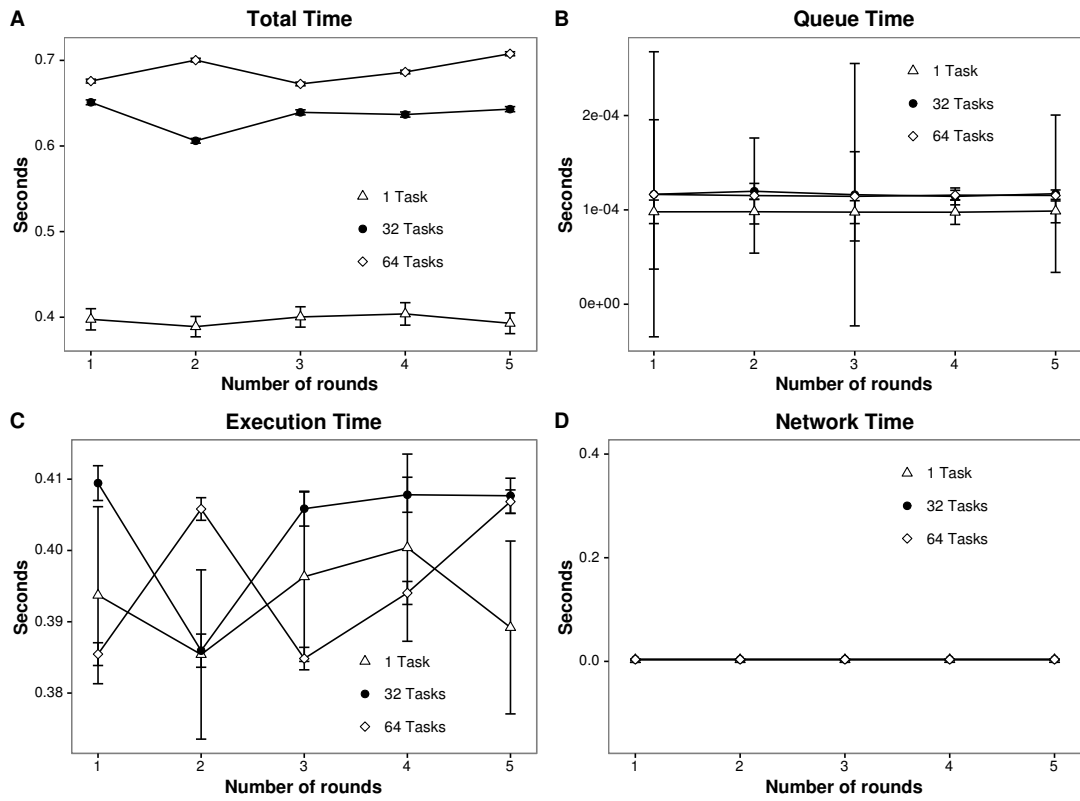 A
Total Time
Seconds
0.7
0.6
0.5
0.4
1 Task
32 Tasks
64 Tasks
1 2 3 4 5
Number of rounds
B
Queue Time
Seconds
2e-04
1e-04
0e+00
1 Task
32 Tasks
64 Tasks
1 2 3 4 5
Number of rounds
C
Execution Time
Seconds
0.41
0.40
0.39
0.38
1 Task
32 Tasks
64 Tasks
1 2 3 4 5
Number of rounds
D
Network Time
Seconds
0.4
0.2
0.0
1 Task
32 Tasks
64 Tasks
1 2 3 4 5
Number of rounds